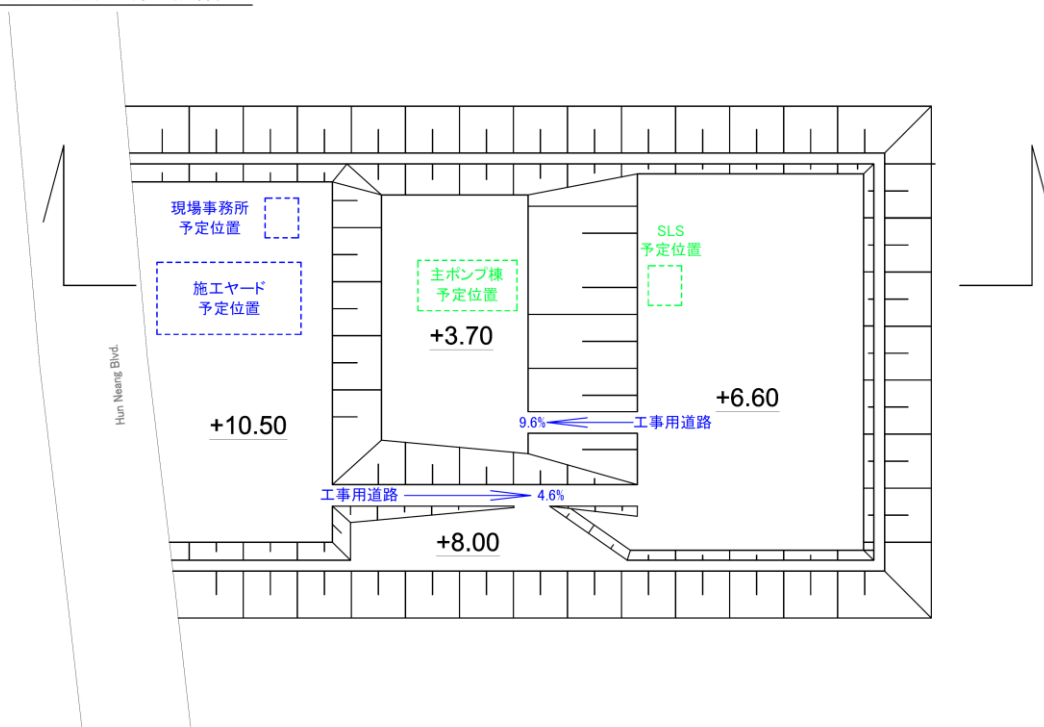 現場事務所
予定位置
SLS
予定位置
施工ヤード
予定位置
主ポンプ棟
予定位置
+3.70
Hun Neang Blvd.
+10.50
+6.60
9.6%
工事用道路
工事用道路
4.6%
+8.00